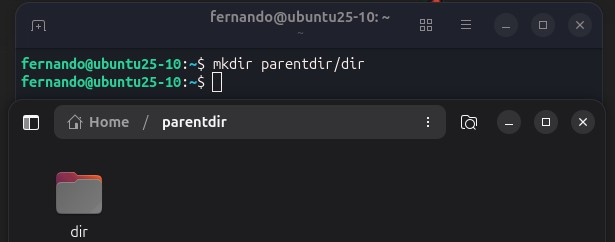 fernando@ubuntu25-10: ~
~
fernando@ubuntu25-10:~$ mkdir parentdir/dir
fernando@ubuntu25-10:~$
Home / parentdir
dir